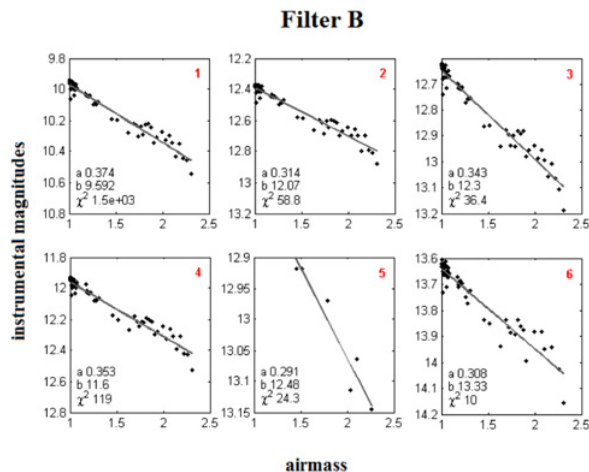 Filter B
instrumental magnitudes
9.8
10
10.2
10.4
10.6
10.8
1
a 0.374
b 9.592
χ² 1.5e+03
1 1.5 2 2.5
12.2
12.4
12.6
12.8
13
13.2
2
a 0.314
b 12.07
χ² 58.8
1 1.5 2 2.5
12.7
12.8
12.9
13
13.1
13.2
3
a 0.343
b 12.3
χ² 36.4
1 1.5 2 2.5
11.8
12
12.2
12.4
12.6
12.8
4
a 0.353
b 11.6
χ² 119
1 1.5 2 2.5
12.9
12.95
13
13.05
13.1
13.15
5
a 0.291
b 12.48
χ² 24.3
1 1.5 2 2.5
13.6
13.7
13.8
13.9
14
14.1
14.2
6
a 0.308
b 13.33
χ² 10
1 1.5 2 2.5
airmass